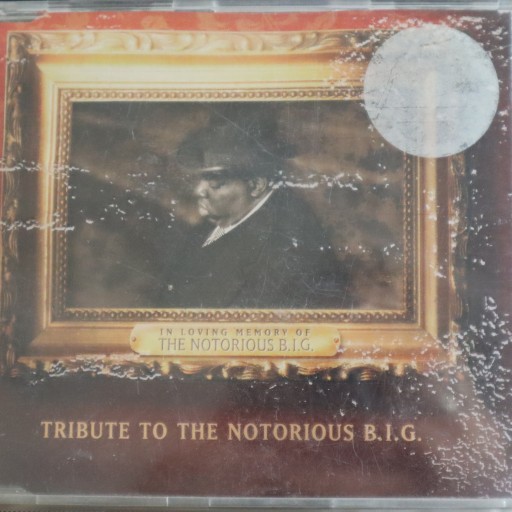 IN LOVING MEMORY OF
THE NOTORIOUS B.I.G.
TRIBUTE TO THE NOTORIOUS B.I.G.